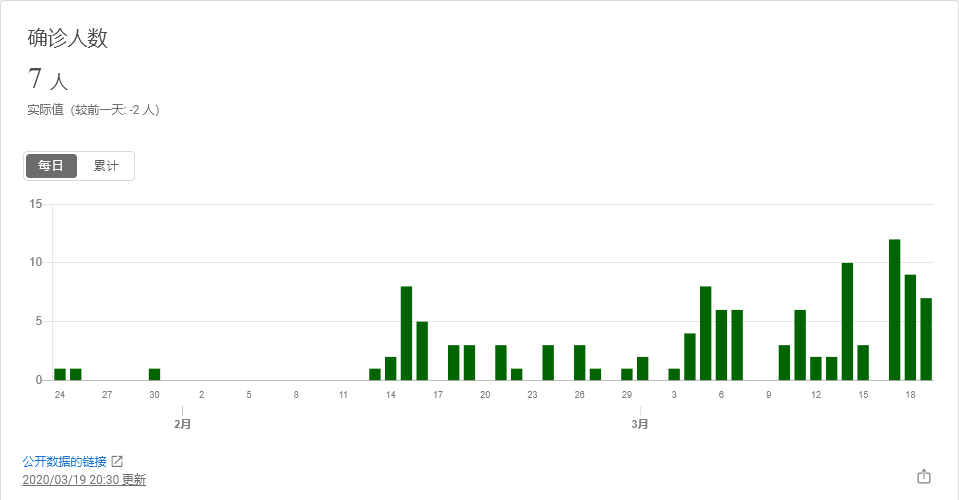 确诊人数
7 人
实际值（较前一天: -2 人）
每日 累计
15
10
5
0
24 27 30 2 5 8 11 14 17 20 23 26 29 3 6 9 12 15 18
2月 3月
公开数据的链接
2020/03/19 20:30 更新